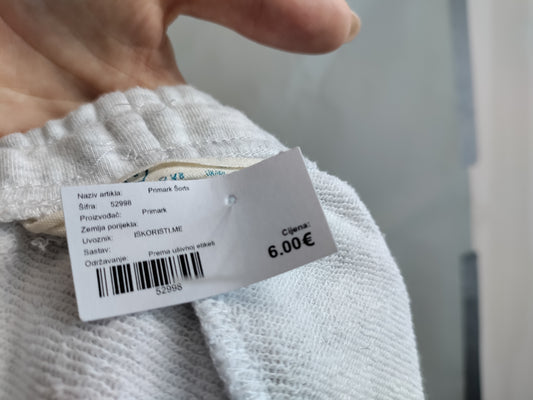 Naziv artikla: Primark Šorts
Šifra: 52998
Proizvođač: Primark
Zemlja porijekla:
Uvoznik: IŠKORISTI.ME
Sastav:
Održavanje: Prema ušivnoj etiketi
52998
Cijena:
6.00€